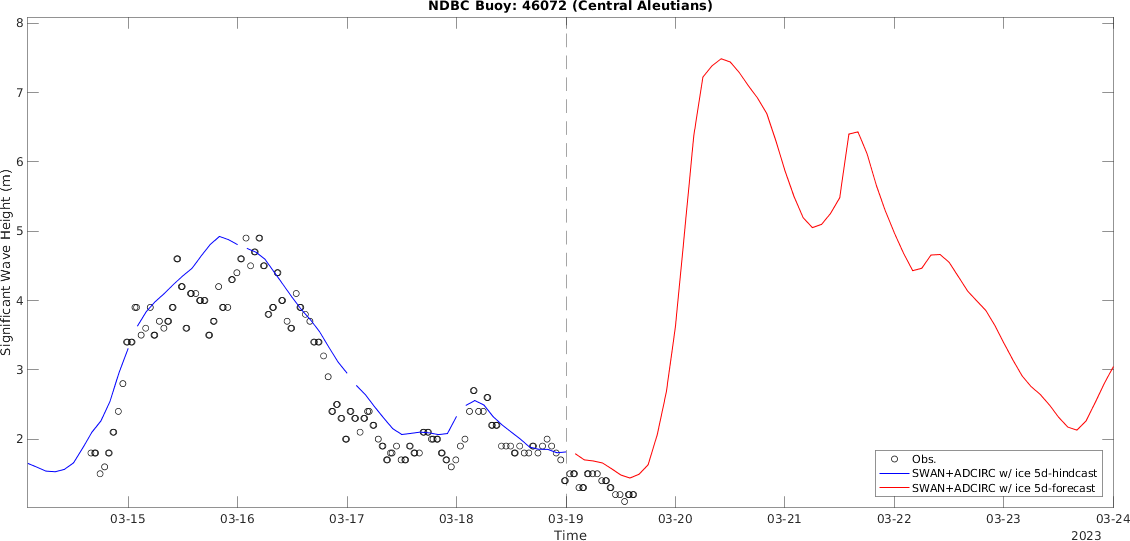 NDBC Buoy: 46072 (Central Aleutians)
8
7
6
5
4
3
2
Significant Wave Height (m)
Obs.
SWAN+ADCIRC w/ ice 5d-hindcast
SWAN+ADCIRC w/ ice 5d-forecast
03-15 03-16 03-17 03-18 03-19 03-20 03-21 03-22 03-23 03-24
Time
2023